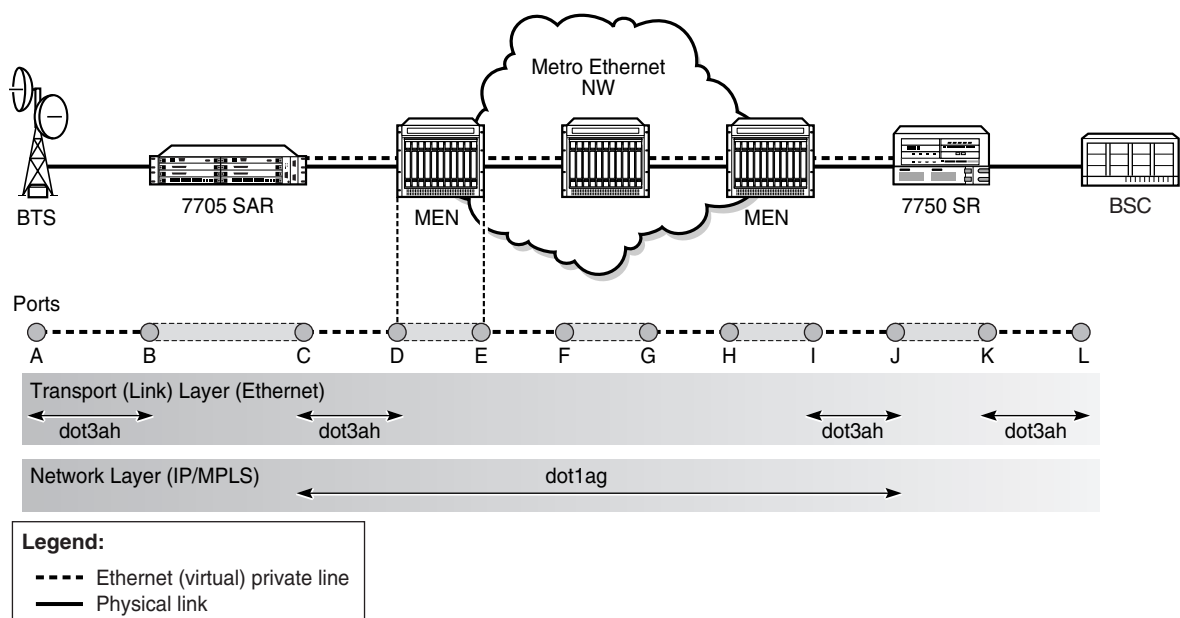 Metro Ethernet
NW
BTS
7705 SAR
MEN
MEN
7750 SR
BSC
Ports
A B C D E F G H I J K L
Transport (Link) Layer (Ethernet)
dot3ah dot3ah dot3ah dot3ah
Network Layer (IP/MPLS) dot1ag
Legend:
Ethernet (virtual) private line
Physical link